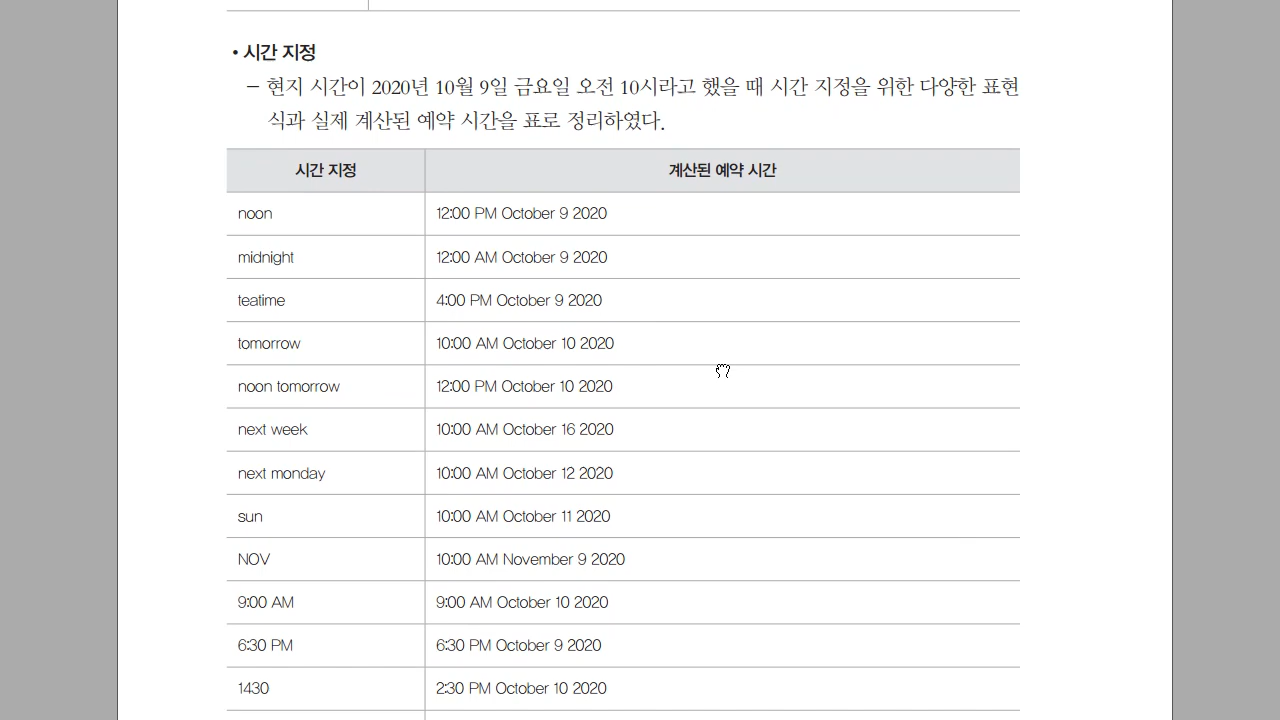 • 시간 지정
– 현지 시간이 2020년 10월 9일 금요일 오전 10시라고 했을 때 시간 지정을 위한 다양한 표현
식과 실제 계산된 예약 시간을 표로 정리하였다.
시간 지정 계산된 예약 시간
noon 12:00 PM October 9 2020
midnight 12:00 AM October 9 2020
teatime 4:00 PM October 9 2020
tomorrow 10:00 AM October 10 2020
noon tomorrow 12:00 PM October 10 2020
next week 10:00 AM October 16 2020
next monday 10:00 AM October 12 2020
sun 10:00 AM October 11 2020
NOV 10:00 AM November 9 2020
9:00 AM 9:00 AM October 10 2020
6:30 PM 6:30 PM October 9 2020
1430 2:30 PM October 10 2020